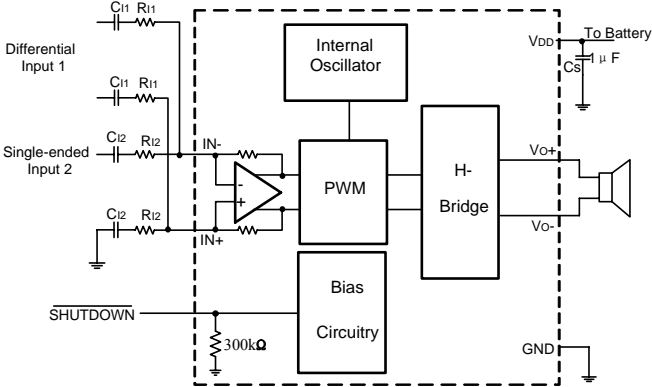 CI1 RI1
Differential
Input 1
CI1 RI1
CI2 RI2
Single-ended
Input 2
CI2 RI2
IN-
IN+
-
+
Internal
Oscillator
PWM
H-
Bridge
Bias
Circuitry
SHUTDOWN
300kΩ
VDD
To Battery
Cs
1 μ F
VO+
VO-
GND